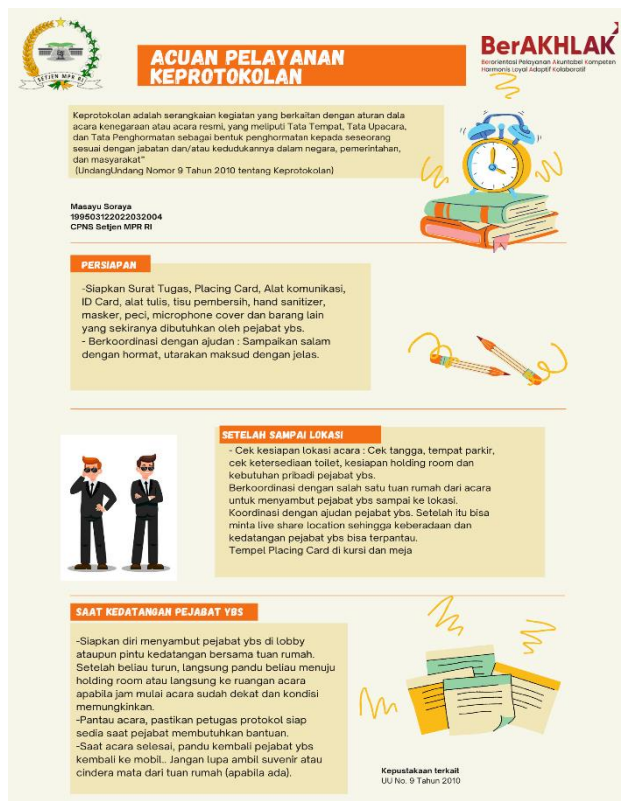 SETJEN MPR RI
ACUAN PELAYANAN
KEPROTOKOLAN
BerAKHLAK
Berorientasi Pelayanan Akuntabel Kompeten
Harmonis Loyal Adaptif Kolaboratif
Keprotokolan adalah serangkaian kegiatan yang berkaitan dengan aturan dala
acara kenegaraan atau acara resmi, yang meliputi Tata Tempat, Tata Upacara,
dan Tata Penghormatan sebagai bentuk penghormatan kepada seseorang
sesuai dengan jabatan dan/atau kedudukannya dalam negara, pemerintahan,
dan masyarakat"
(UndangUndang Nomor 9 Tahun 2010 tentang Keprotokolan)
Masayu Soraya
199503122022032004
CPNS Setjen MPR RI
PERSIAPAN
-Siapkan Surat Tugas, Placing Card, Alat komunikasi,
ID Card, alat tulis, tisu pembersih, hand sanitizer,
masker, peci, microphone cover dan barang lain
yang sekiranya dibutuhkan oleh pejabat ybs.
- Berkoordinasi dengan ajudan : Sampaikan salam
dengan hormat, utarakan maksud dengan jelas.
SETELAH SAMPAI LOKASI
- Cek kesiapan lokasi acara : Cek tangga, tempat parkir,
cek ketersediaan toilet, kesiapan holding room dan
kebutuhan pribadi pejabat ybs.
Berkoordinasi dengan salah satu tuan rumah dari acara
untuk menyambut pejabat ybs sampai ke lokasi.
Koordinasi dengan ajudan pejabat ybs. Setelah itu bisa
minta live share location sehingga keberadaan dan
kedatangan pejabat ybs bisa terpantau.
Tempel Placing Card di kursi dan meja
SAAT KEDATANGAN PEJABAT YBS
-Siapkan diri menyambut pejabat ybs di lobby
ataupun pintu kedatangan bersama tuan rumah.
Setelah beliau turun, langsung pandu beliau menuju
holding room atau langsung ke ruangan acara
apabila jam mulai acara sudah dekat dan kondisi
memungkinkan.
-Pantau acara, pastikan petugas protokol siap
sedia saat pejabat membutuhkan bantuan.
-Saat acara selesai, pandu kembali pejabat ybs
kembali ke mobil.. Jangan lupa ambil suvenir atau
cindera mata dari tuan rumah (apabila ada).
Kepustakaan terkait
UU No. 9 Tahun 2010